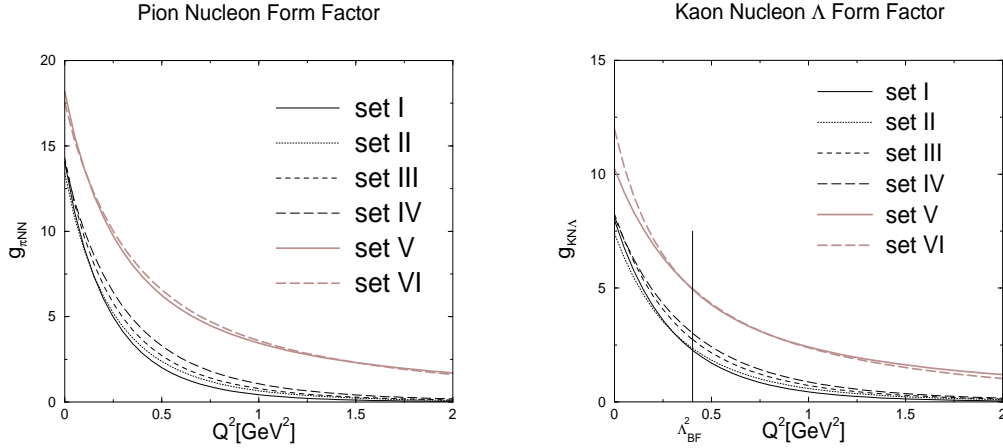 Pion Nucleon Form Factor
20
15
10
5
0
g_πNN
set I
set II
set III
set IV
set V
set VI
0 0.5 1 1.5 2
Q²[GeV²]
Kaon Nucleon Λ Form Factor
15
10
5
0
g_KNΛ
set I
set II
set III
set IV
set V
set VI
0 0.5 1 1.5 2
Λ²_BF Q²[GeV²]